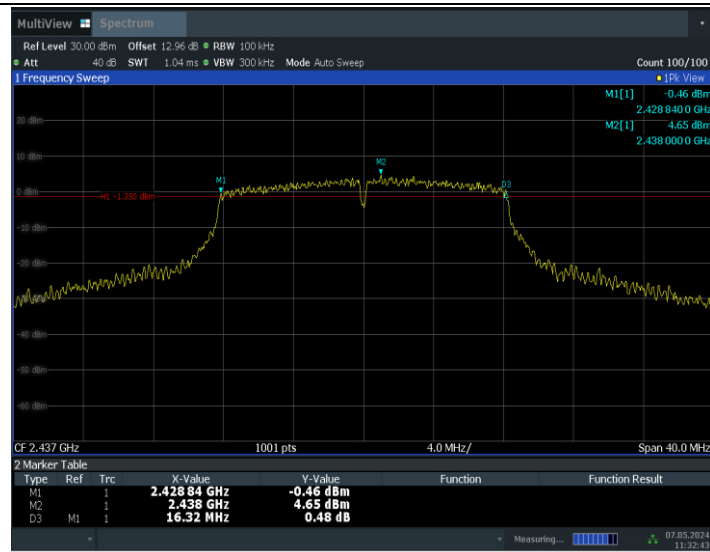 MultiView Spectrum
Ref Level 30.00 dBm Offset 12.96 dB RBW 100 kHz
Att 40 dB SWT 1.04 ms VBW 300 kHz Mode Auto Sweep Count 100/100
1 Frequency Sweep 1Pk View
M1[1] -0.46 dBm
2.428 840 0 GHz
20 dBm
M2[1] 4.65 dBm
2.438 000 0 GHz
10 dBm
M2
M1
D3
0 dBm
H1 -1.350 dBm
-10 dBm
-20 dBm
-30 dBm
-40 dBm
-50 dBm
-60 dBm
CF 2.437 GHz 1001 pts 4.0 MHz/ Span 40.0 MHz
2 Marker Table
Type Ref Trc X-Value Y-Value Function Function Result
M1 1 2.428 84 GHz -0.46 dBm
M2 1 2.438 GHz 4.65 dBm
D3 M1 1 16.32 MHz 0.48 dB
Measuring... 07.05.2024
11:32:43